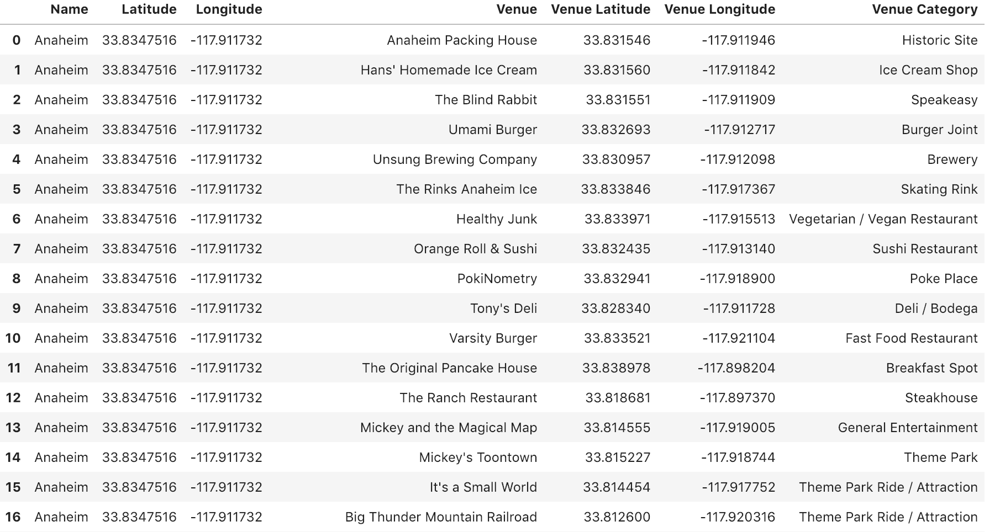 Name Latitude Longitude Venue Venue Latitude Venue Longitude Venue Category
0 Anaheim 33.8347516 -117.911732 Anaheim Packing House 33.831546 -117.911946 Historic Site
1 Anaheim 33.8347516 -117.911732 Hans' Homemade Ice Cream 33.831560 -117.911842 Ice Cream Shop
2 Anaheim 33.8347516 -117.911732 The Blind Rabbit 33.831551 -117.911909 Speakeasy
3 Anaheim 33.8347516 -117.911732 Umami Burger 33.832693 -117.912717 Burger Joint
4 Anaheim 33.8347516 -117.911732 Unsung Brewing Company 33.830957 -117.912098 Brewery
5 Anaheim 33.8347516 -117.911732 The Rinks Anaheim Ice 33.833846 -117.917367 Skating Rink
6 Anaheim 33.8347516 -117.911732 Healthy Junk 33.833971 -117.915513 Vegetarian / Vegan Restaurant
7 Anaheim 33.8347516 -117.911732 Orange Roll & Sushi 33.832435 -117.913140 Sushi Restaurant
8 Anaheim 33.8347516 -117.911732 PokiNometry 33.832941 -117.918900 Poke Place
9 Anaheim 33.8347516 -117.911732 Tony's Deli 33.828340 -117.911728 Deli / Bodega
10 Anaheim 33.8347516 -117.911732 Varsity Burger 33.833521 -117.921104 Fast Food Restaurant
11 Anaheim 33.8347516 -117.911732 The Original Pancake House 33.838978 -117.898204 Breakfast Spot
12 Anaheim 33.8347516 -117.911732 The Ranch Restaurant 33.818681 -117.897370 Steakhouse
13 Anaheim 33.8347516 -117.911732 Mickey and the Magical Map 33.814555 -117.919005 General Entertainment
14 Anaheim 33.8347516 -117.911732 Mickey's Toontown 33.815227 -117.918744 Theme Park
15 Anaheim 33.8347516 -117.911732 It's a Small World 33.814454 -117.917752 Theme Park Ride / Attraction
16 Anaheim 33.8347516 -117.911732 Big Thunder Mountain Railroad 33.812600 -117.920316 Theme Park Ride / Attraction